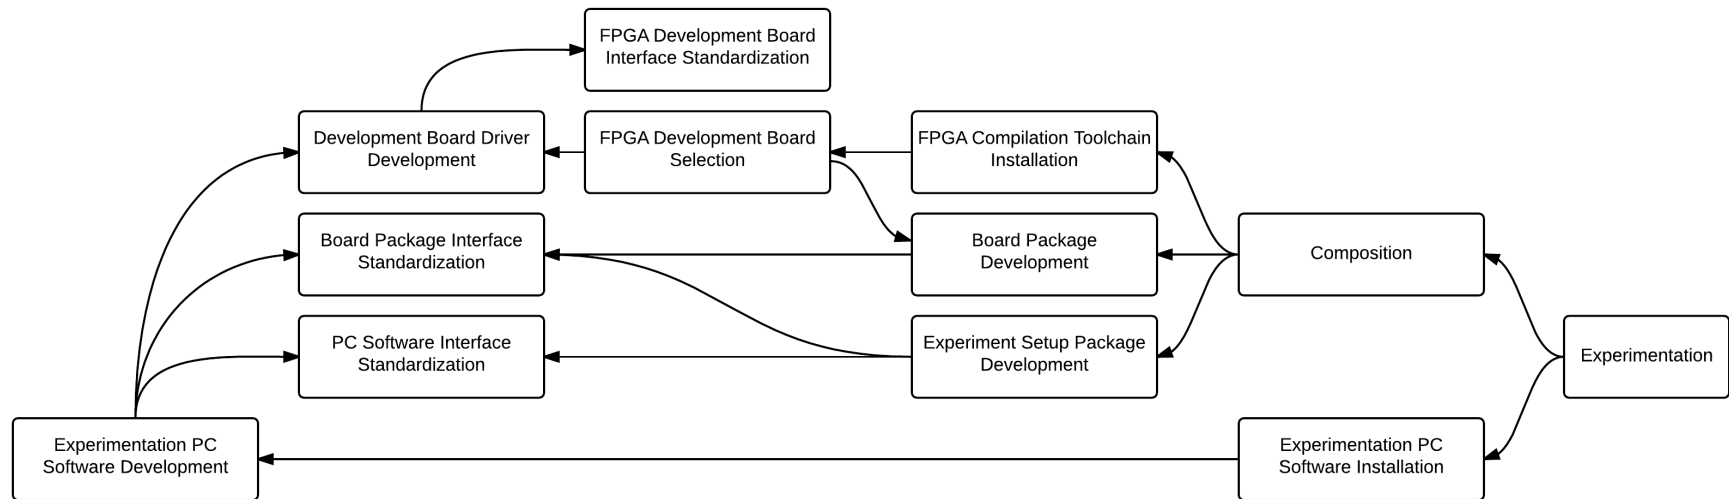 FPGA Development Board
Interface Standardization
Development Board Driver
Development
FPGA Development Board
Selection
FPGA Compilation Toolchain
Installation
Board Package Interface
Standardization
Board Package
Development
Composition
PC Software Interface
Standardization
Experiment Setup Package
Development
Experimentation
Experimentation PC
Software Development
Experimentation PC
Software Installation